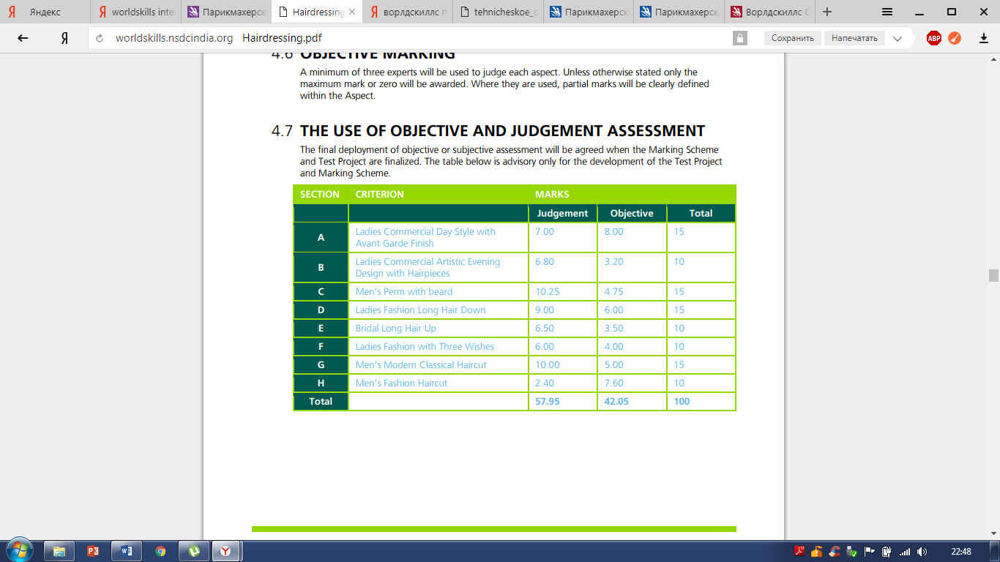 Яндекс
worldskills inte
Парикмахерск
Hairdressing
ворлдскиллс п
tehnicheskoe_o
Парикмахерск
Парикмахерск
Ворлдскиллс С
worldskills.nsdcindia.org Hairdressing.pdf
Сохранить
Напечатать
ABP
4.6 OBJECTIVE MARKING
A minimum of three experts will be used to judge each aspect. Unless otherwise stated only the
maximum mark or zero will be awarded. Where they are used, partial marks will be clearly defined
within the Aspect.
4.7 THE USE OF OBJECTIVE AND JUDGEMENT ASSESSMENT
The final deployment of objective or subjective assessment will be agreed when the Marking Scheme
and Test Project are finalized. The table below is advisory only for the development of the Test Project
and Marking Scheme.
SECTION CRITERION MARKS
Judgement Objective Total
A Ladies Commercial Day Style with 7.00 8.00 15
Avant Garde Finish
B Ladies Commercial Artistic Evening 6.80 3.20 10
Design with Hairpieces
C Men's Perm with beard 10.25 4.75 15
D Ladies Fashion Long Hair Down 9.00 6.00 15
E Bridal Long Hair Up 6.50 3.50 10
F Ladies Fashion with Three Wishes 6.00 4.00 10
G Men's Modern Classical Haircut 10.00 5.00 15
H Men's Fashion Haircut 2.40 7.60 10
Total 57.95 42.05 100
22:48